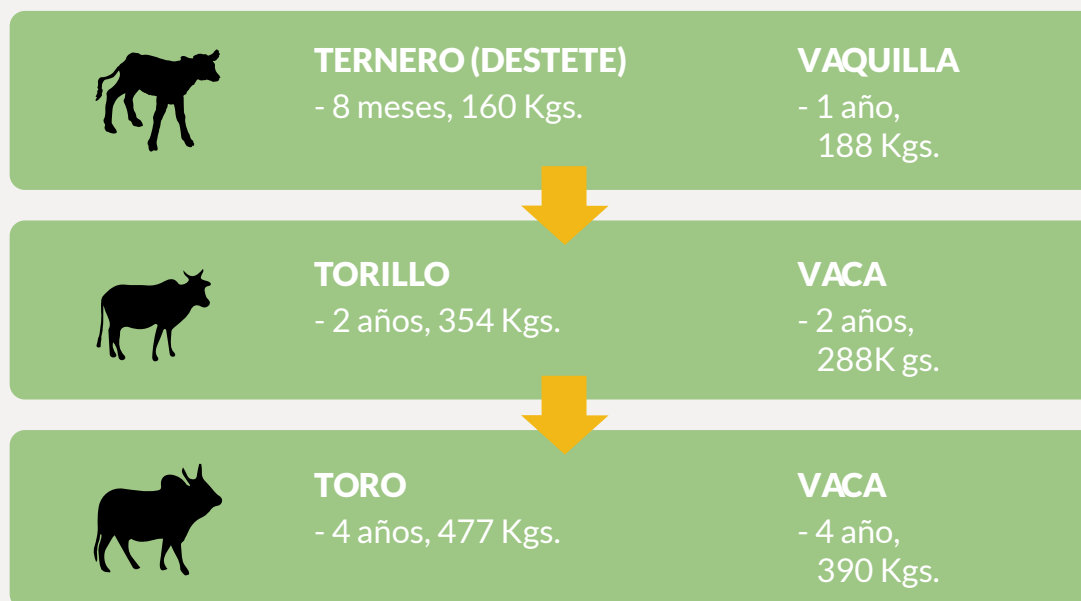 TERNERO (DESTETE)
- 8 meses, 160 Kgs.
VAQUILLA
- 1 año,
188 Kgs.
TORILLO
- 2 años, 354 Kgs.
VACA
- 2 años,
288K gs.
TORO
- 4 años, 477 Kgs.
VACA
- 4 año,
390 Kgs.